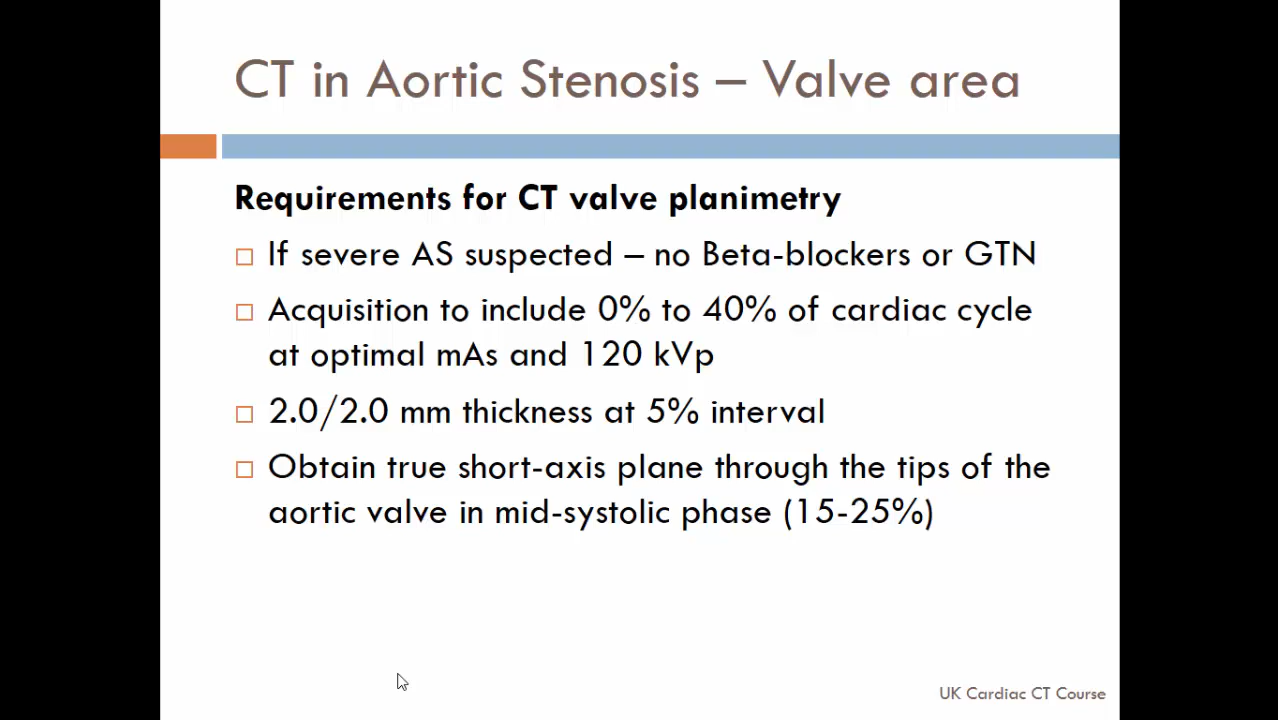 CT in Aortic Stenosis – Valve area
Requirements for CT valve planimetry
If severe AS suspected – no Beta-blockers or GTN
Acquisition to include 0% to 40% of cardiac cycle
at optimal mAs and 120 kVp
2.0/2.0 mm thickness at 5% interval
Obtain true short-axis plane through the tips of the
aortic valve in mid-systolic phase (15-25%)
UK Cardiac CT Course